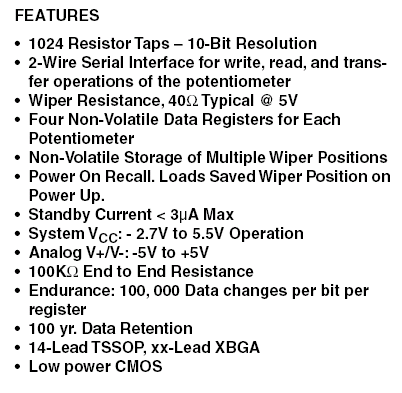 FEATURES
• 1024 Resistor Taps – 10-Bit Resolution
• 2-Wire Serial Interface for write, read, and trans-
fer operations of the potentiometer
• Wiper Resistance, 40Ω Typical @ 5V
• Four Non-Volatile Data Registers for Each
Potentiometer
• Non-Volatile Storage of Multiple Wiper Positions
• Power On Recall. Loads Saved Wiper Position on
Power Up.
• Standby Current < 3µA Max
• System VCC: - 2.7V to 5.5V Operation
• Analog V+/V-: -5V to +5V
• 100KΩ End to End Resistance
• Endurance: 100, 000 Data changes per bit per
register
• 100 yr. Data Retention
• 14-Lead TSSOP, xx-Lead XBGA
• Low power CMOS